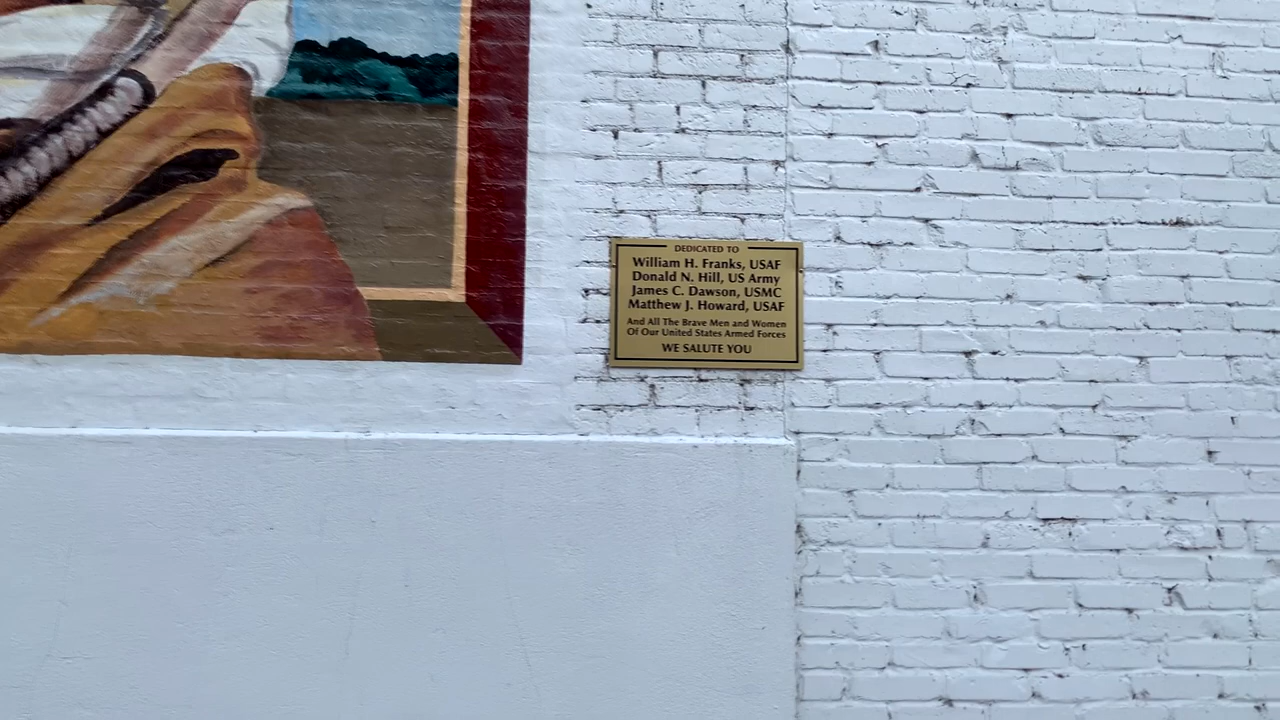 DEDICATED TO
William H. Franks, USAF
Donald N. Hill, US Army
James C. Dawson, USMC
Matthew J. Howard, USAF
And All The Brave Men and Women
Of Our United States Armed Forces
WE SALUTE YOU